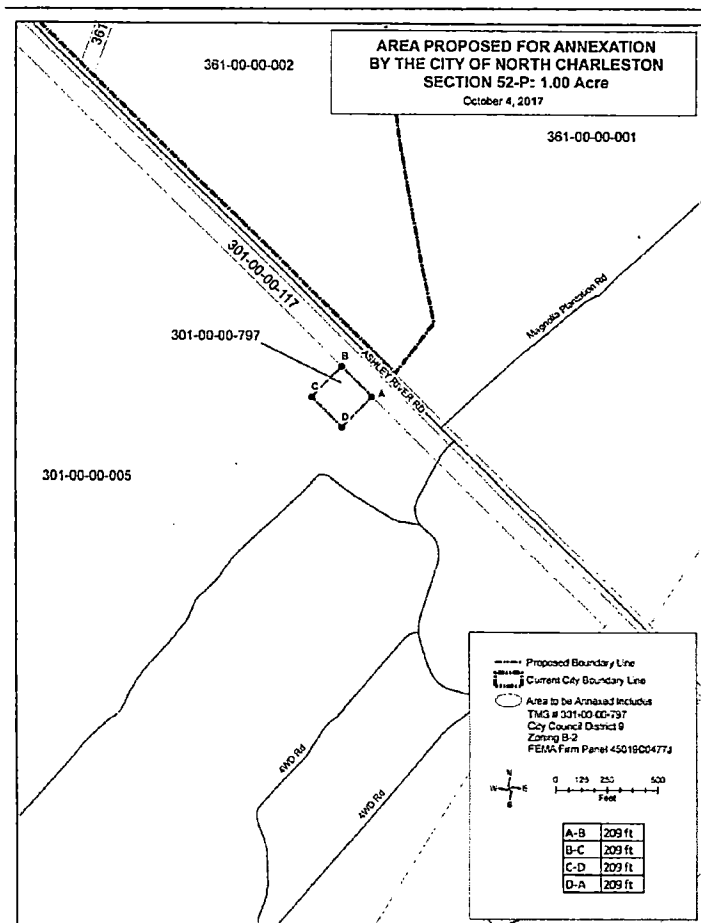 AREA PROPOSED FOR ANNEXATION
BY THE CITY OF NORTH CHARLESTON
SECTION 52-P: 1.00 Acre
October 4, 2017
361
361-00-00-002
361-00-00-001
301-00-00-117
Magnolia Plantation Rd
301-00-00-797
B
ASHLEY RIVER RD
C
A
D
301-00-00-005
4WD Rd
4WD Rd
Proposed Boundary Line
Current City Boundary Line
Area to be Annexed Includes
TMS # 301-00-00-797
City Council District 9
Zoning B-2
FEMA Firm Panel 45019C0477J
N
W E
S
0 125 250 500
Feet
A-B 209 ft
B-C 209 ft
C-D 209 ft
D-A 209 ft